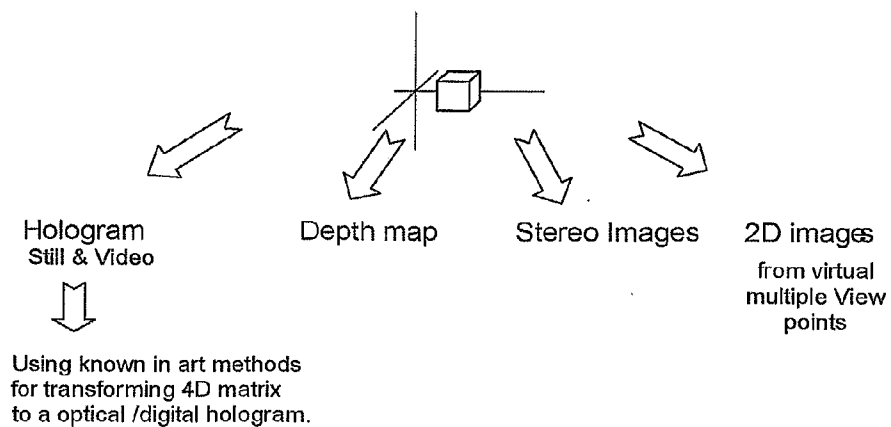 Hologram
Still & Video
Depth map
Stereo Images
2D images
from virtual
multiple View
points
Using known in art methods
for transforming 4D matrix
to a optical /digital hologram.